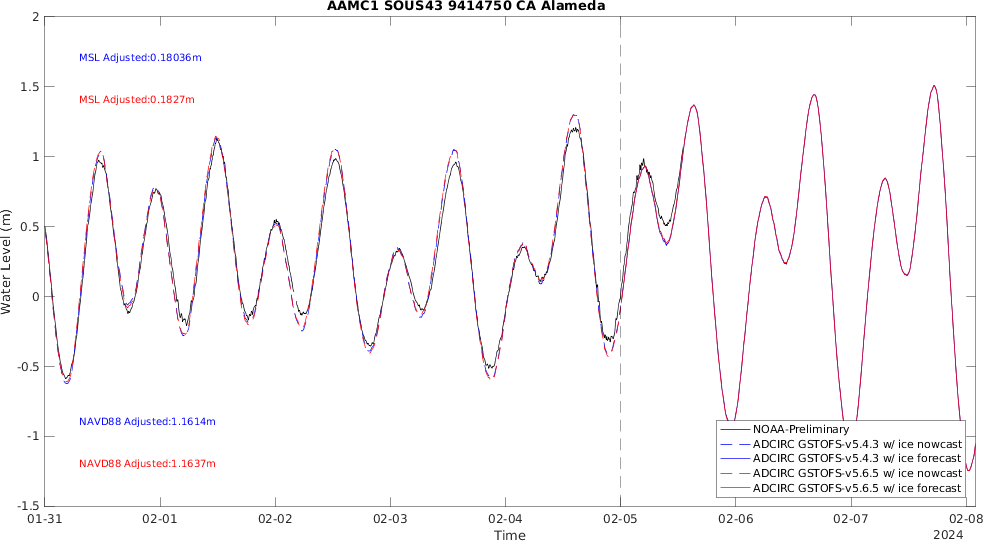 AAMC1 SOUS43 9414750 CA Alameda
2
1.5
1
0.5
0
-0.5
-1
-1.5
Water Level (m)
MSL Adjusted:0.18036m
MSL Adjusted:0.1827m
NAVD88 Adjusted:1.1614m
NAVD88 Adjusted:1.1637m
NOAA-Preliminary
ADCIRC GSTOFS-v5.4.3 w/ ice nowcast
ADCIRC GSTOFS-v5.4.3 w/ ice forecast
ADCIRC GSTOFS-v5.6.5 w/ ice nowcast
ADCIRC GSTOFS-v5.6.5 w/ ice forecast
01-31 02-01 02-02 02-03 02-04 02-05 02-06 02-07 02-08
Time
2024